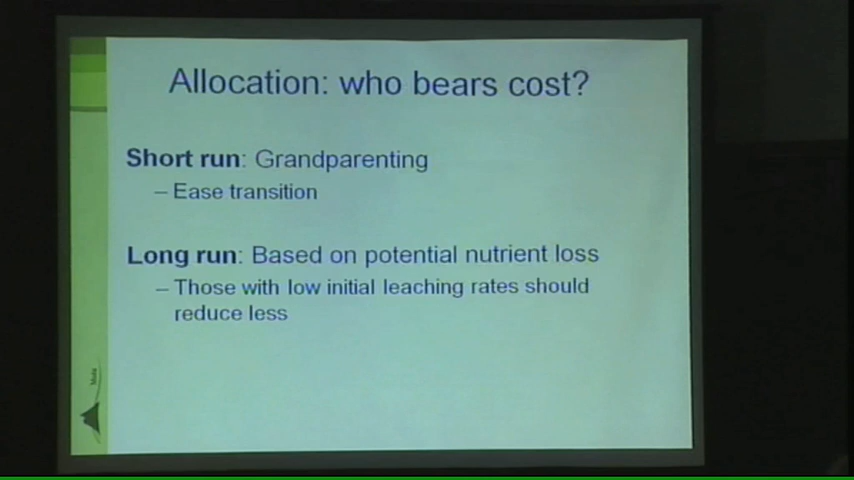 Allocation: who bears cost?
Short run: Grandparenting
– Ease transition
Long run: Based on potential nutrient loss
– Those with low initial leaching rates should
reduce less